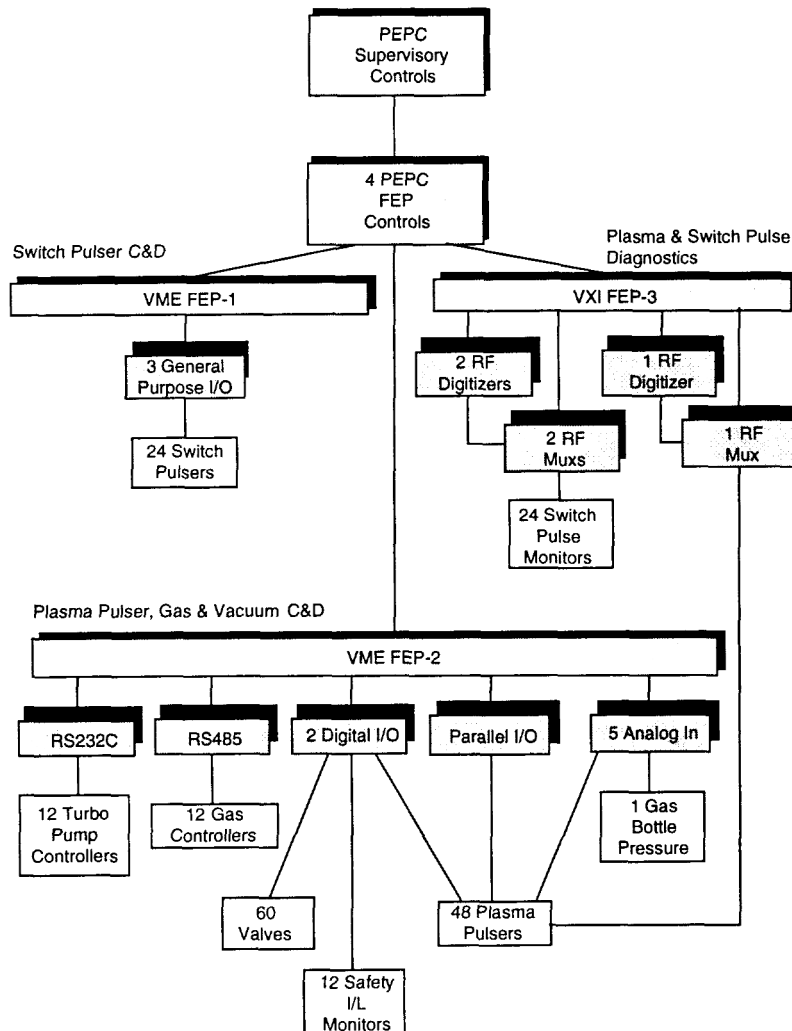 PEPC
Supervisory
Controls
4 PEPC
FEP
Controls
Switch Pulser C&D
Plasma & Switch Pulse
Diagnostics
VME FEP-1
VXI FEP-3
3 General
Purpose I/O
2 RF
Digitizers
1 RF
Digitizer
24 Switch
Pulsers
2 RF
Muxs
1 RF
Mux
24 Switch
Pulse
Monitors
Plasma Pulser, Gas & Vacuum C&D
VME FEP-2
RS232C
RS485
2 Digital I/O
Parallel I/O
5 Analog In
12 Turbo
Pump
Controllers
12 Gas
Controllers
1 Gas
Bottle
Pressure
60
Valves
48 Plasma
Pulsers
12 Safety
I/L
Monitors